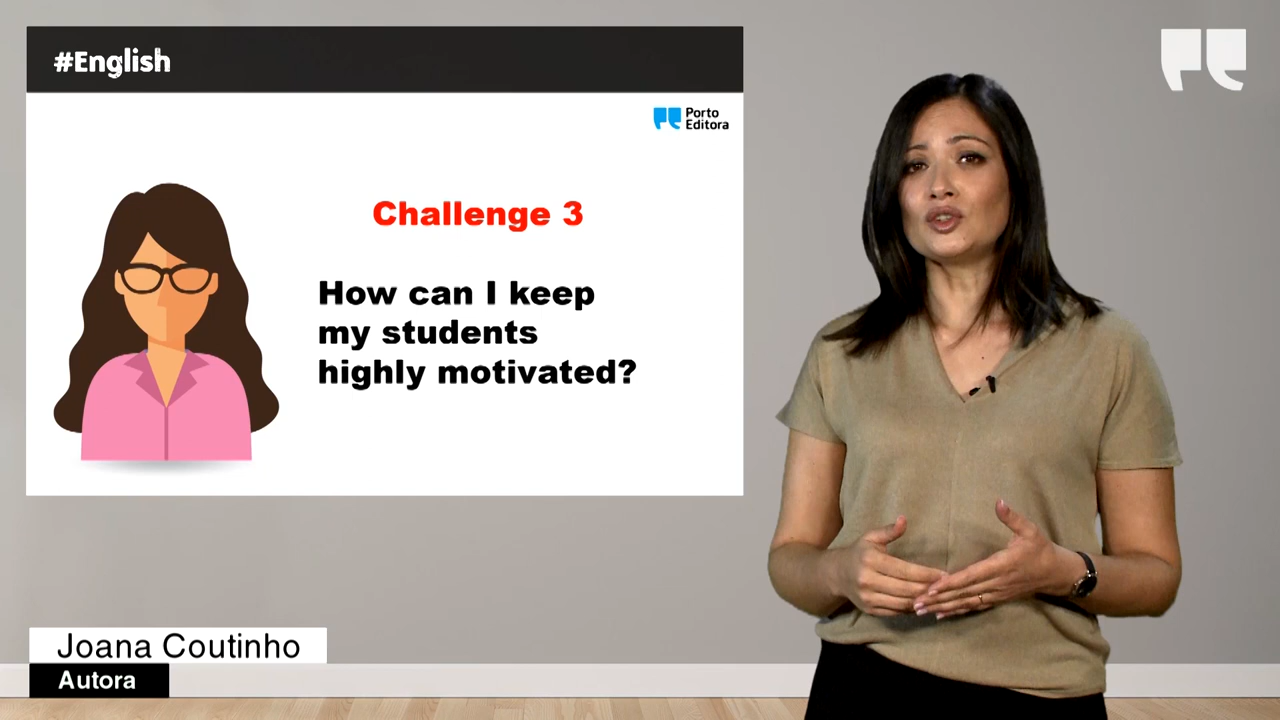 #English
Porto
Editora
Challenge 3
How can I keep
my students
highly motivated?
Joana Coutinho
Autora